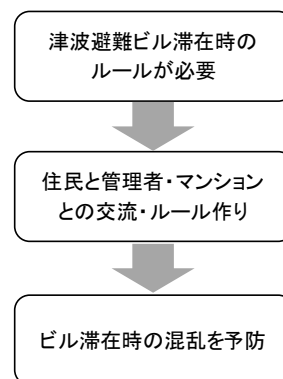 津波避難ビル滞在時の
ルールが必要
住民と管理者・マンション
との交流・ルール作り
ビル滞在時の混乱を予防